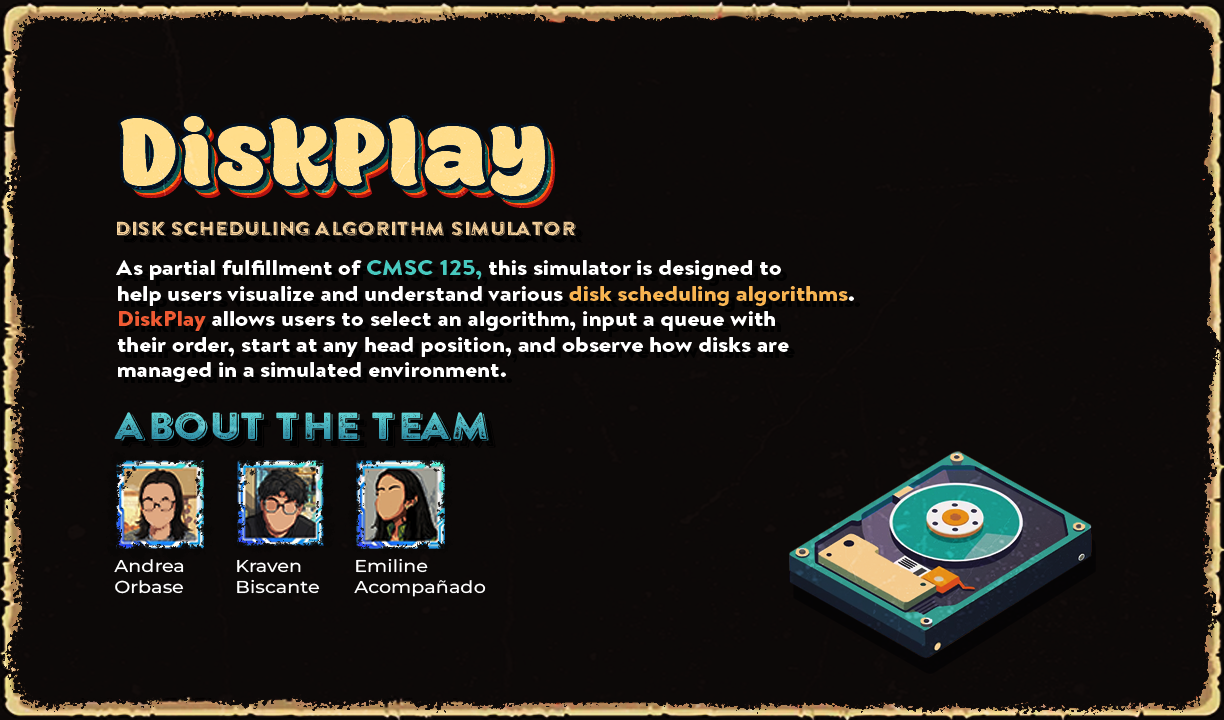 DiskPlay
DISK SCHEDULING ALGORITHM SIMULATOR
As partial fulfillment of CMSC 125, this simulator is designed to
help users visualize and understand various disk scheduling algorithms.
DiskPlay allows users to select an algorithm, input a queue with
their order, start at any head position, and observe how disks are
managed in a simulated environment.
ABOUT THE TEAM
Andrea
Orbase
Kraven
Biscante
Emiline
Acompañado